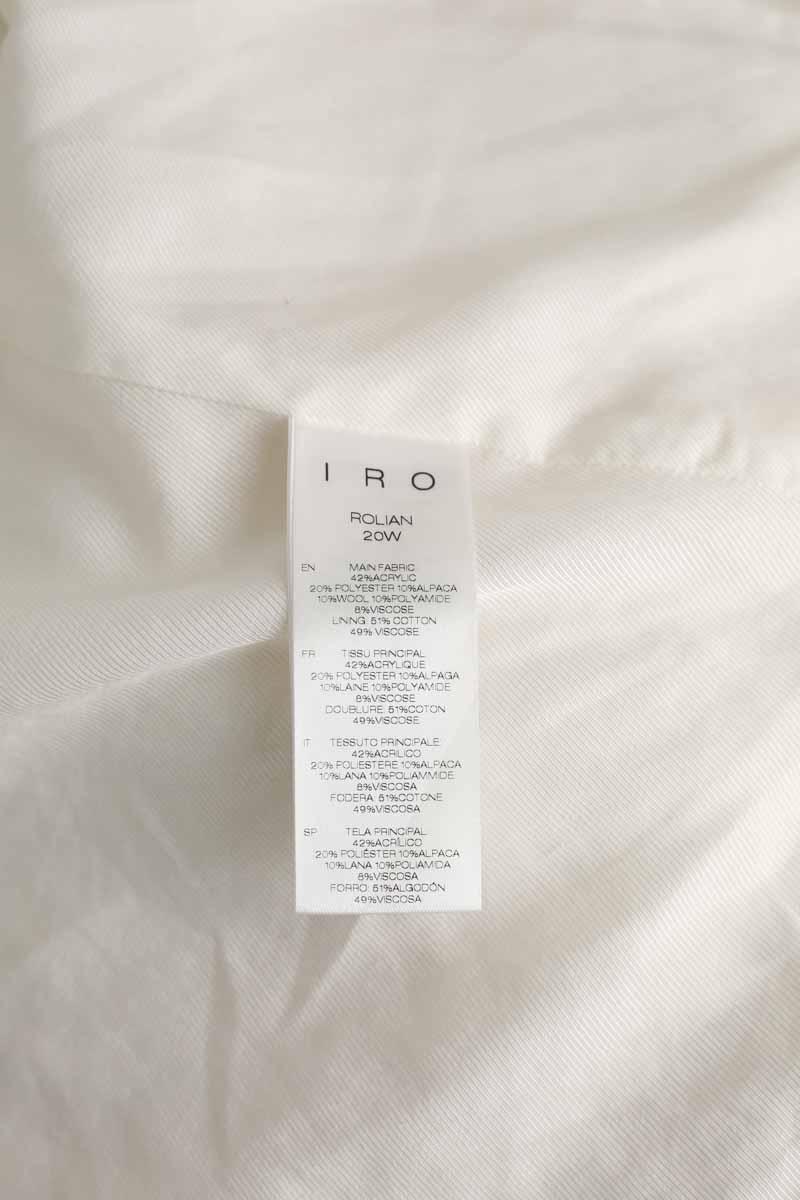 IRO
ROLIAN
20W
EN MAIN FABRIC:
42%ACRYLIC
20% POLYESTER 10%ALPACA
10%WOOL 10%POLYAMIDE
8%VISCOSE
LINING: 51% COTTON
49% VISCOSE
FR TISSU PRINCIPAL:
42%ACRYLIQUE
20% POLYESTER 10%ALPAGA
10%LAINE 10%POLYAMIDE
8%VISCOSE
DOUBLURE: 51%COTON
49%VISCOSE
IT TESSUTO PRINCIPALE:
42%ACRILICO
20% POLIESTERE 10%ALPACA
10%LANA 10%POLIAMMIDE
8%VISCOSA
FODERA: 51%COTONE
49%VISCOSA
SP TELA PRINCIPAL:
42%ACRÍLICO
20% POLIÉSTER 10%ALPACA
10%LANA 10%POLIAMIDA
8%VISCOSA
FORRO: 51%ALGODÓN
49%VISCOSA